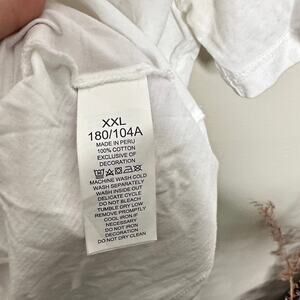 XXL
180/104A
MADE IN PERU
100% COTTON
EXCLUSIVE OF
DECORATION
MACHINE WASH COLD
WASH SEPARATELY
WASH INSIDE OUT
DELICATE CYCLE
DO NOT BLEACH
TUMBLE DRY LOW
REMOVE PROMPTLY
COOL IRON IF
NECESSARY
DO NOT IRON
DECORATION
DO NOT DRY CLEAN